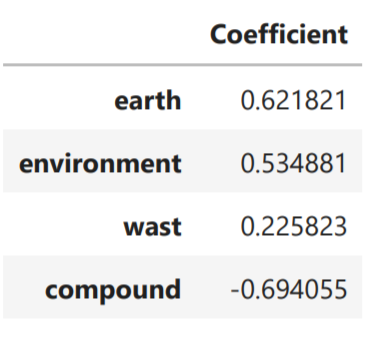 Coefficient
earth 0.621821
environment 0.534881
wast 0.225823
compound -0.694055